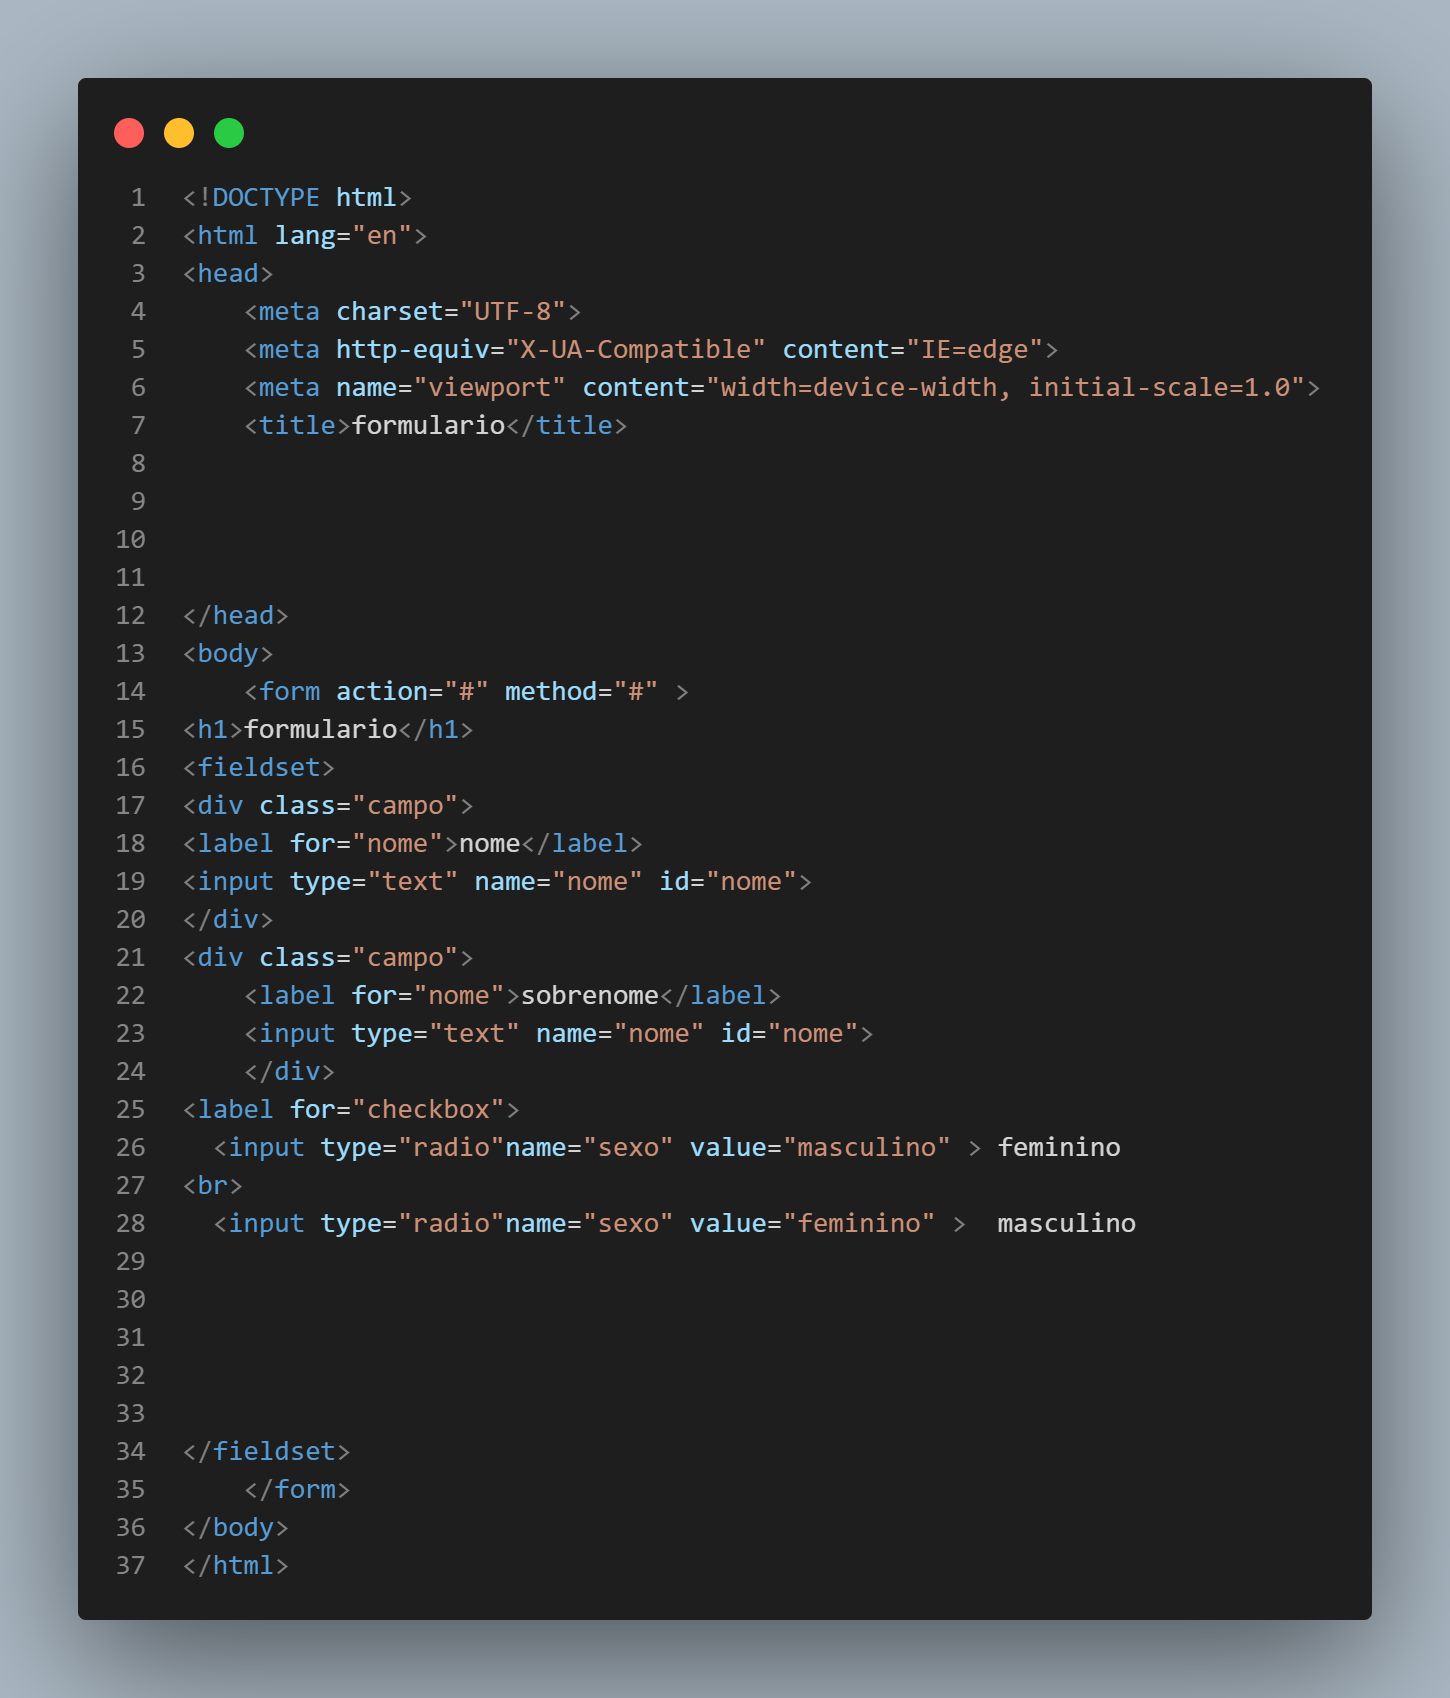 1 <!DOCTYPE html>
2 <html lang="en">
3 <head>
4     <meta charset="UTF-8">
5     <meta http-equiv="X-UA-Compatible" content="IE=edge">
6     <meta name="viewport" content="width=device-width, initial-scale=1.0">
7     <title>formulario</title>
8
9
10
11
12 </head>
13 <body>
14     <form action="#" method="#" >
15 <h1>formulario</h1>
16 <fieldset>
17 <div class="campo">
18 <label for="nome">nome</label>
19 <input type="text" name="nome" id="nome">
20 </div>
21 <div class="campo">
22     <label for="nome">sobrenome</label>
23     <input type="text" name="nome" id="nome">
24     </div>
25 <label for="checkbox">
26   <input type="radio"name="sexo" value="masculino" > feminino
27 <br>
28   <input type="radio"name="sexo" value="feminino" >  masculino
29
30
31
32
33
34 </fieldset>
35     </form>
36 </body>
37 </html>